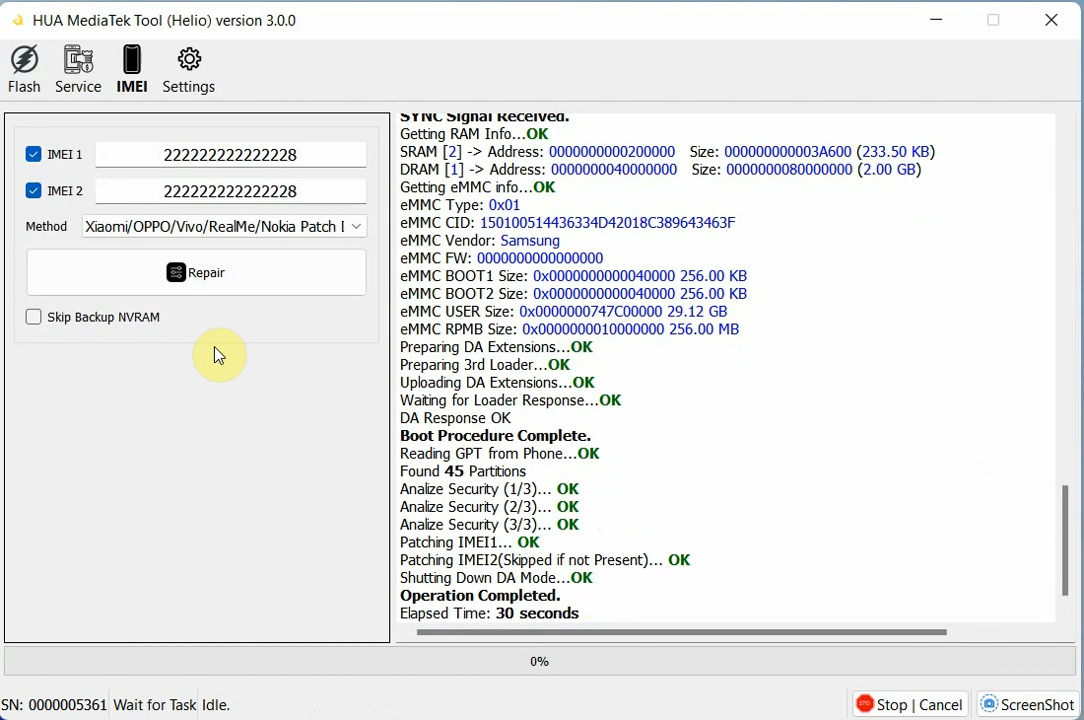 HUA MediaTek Tool (Helio) version 3.0.0
Flash Service IMEI Settings
IMEI 1 222222222222228
IMEI 2 222222222222228
Method Xiaomi/OPPO/Vivo/RealMe/Nokia Patch
Repair
Skip Backup NVRAM
SYNC Signal Received.
Getting RAM Info...OK
SRAM [2] -> Address: 0000000000200000 Size: 000000000003A600 (233.50 KB)
DRAM [1] -> Address: 0000000040000000 Size: 0000000080000000 (2.00 GB)
Getting eMMC info...OK
eMMC Type: 0x01
eMMC CID: 150100514436334D42018C389643463F
eMMC Vendor: Samsung
eMMC FW: 0000000000000000
eMMC BOOT1 Size: 0x0000000000040000 256.00 KB
eMMC BOOT2 Size: 0x0000000000040000 256.00 KB
eMMC USER Size: 0x0000000747C00000 29.12 GB
eMMC RPMB Size: 0x0000000010000000 256.00 MB
Preparing DA Extensions...OK
Preparing 3rd Loader...OK
Uploading DA Extensions...OK
Waiting for Loader Response...OK
DA Response OK
Boot Procedure Complete.
Reading GPT from Phone...OK
Found 45 Partitions
Analize Security (1/3)... OK
Analize Security (2/3)... OK
Analize Security (3/3)... OK
Patching IMEI1... OK
Patching IMEI2(Skipped if not Present)... OK
Shutting Down DA Mode...OK
Operation Completed.
Elapsed Time: 30 seconds
0%
SN: 0000005361 Wait for Task Idle.
STO Stop | Cancel ScreenShot